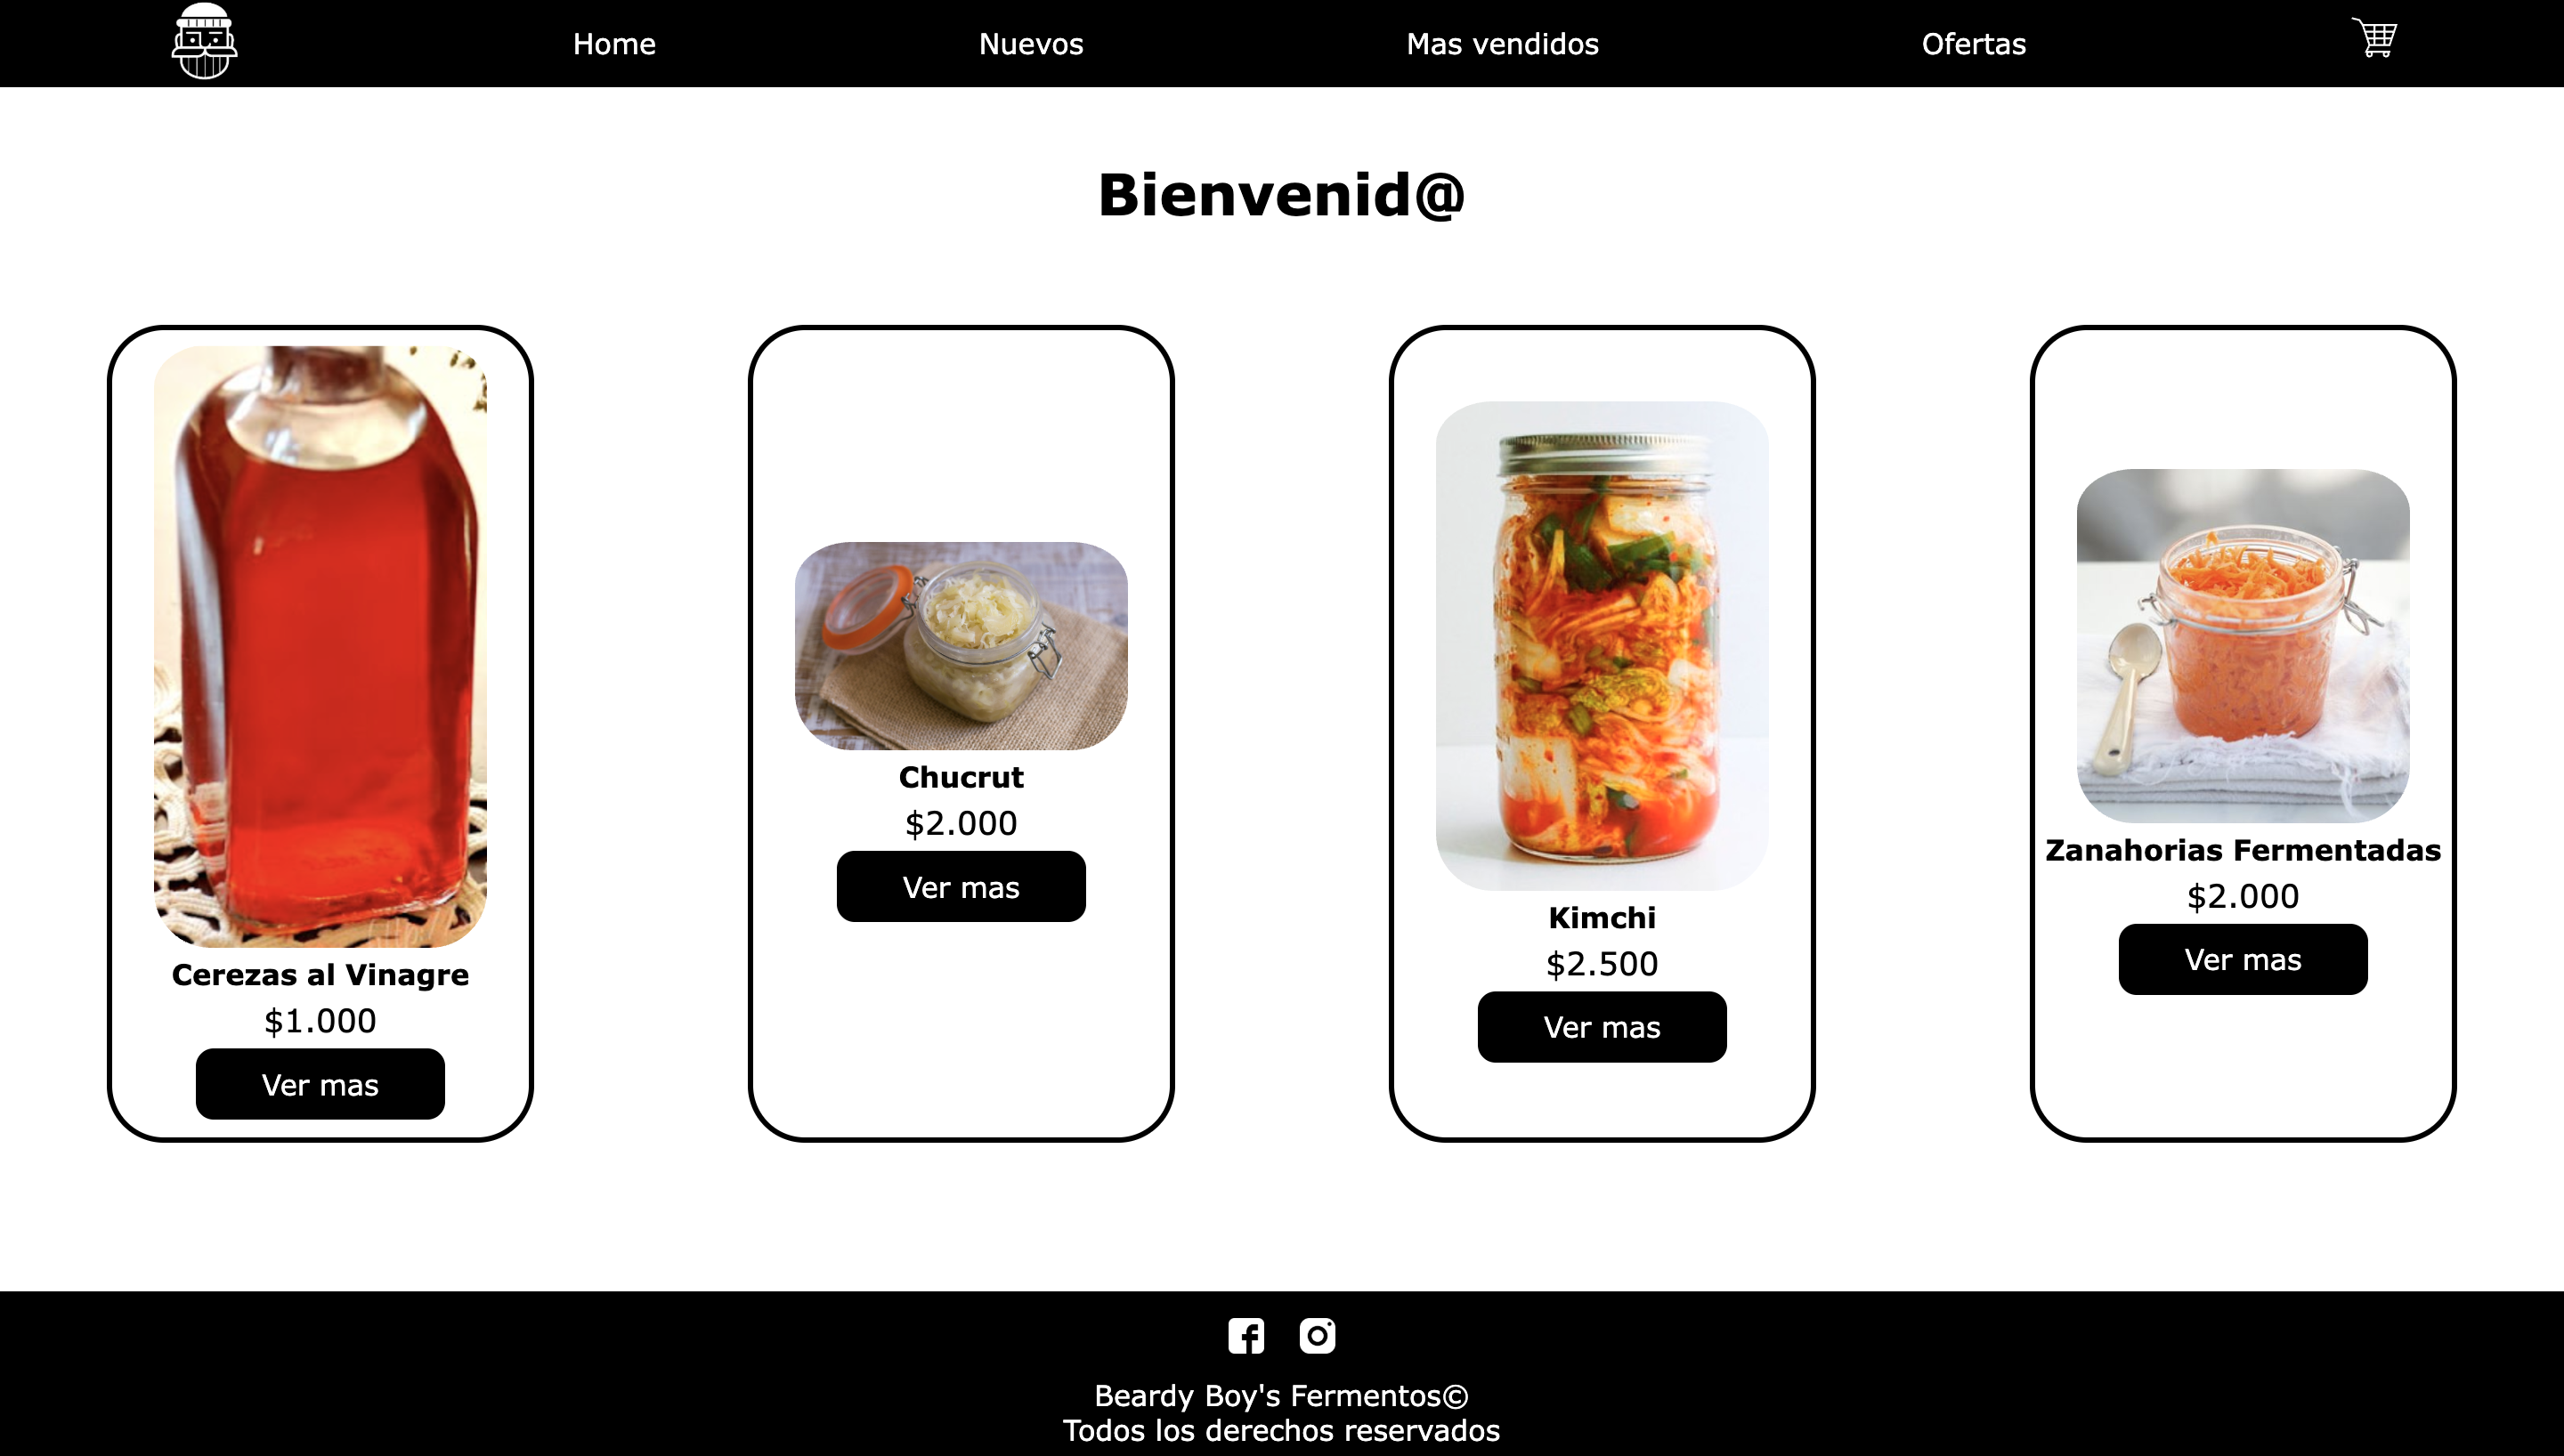 Home
Nuevos
Mas vendidos
Ofertas
Bienvenid@
Cerezas al Vinagre
$1.000
Ver mas
Chucrut
$2.000
Ver mas
Kimchi
$2.500
Ver mas
Zanahorias Fermentadas
$2.000
Ver mas
Beardy Boy's Fermentos©
Todos los derechos reservados